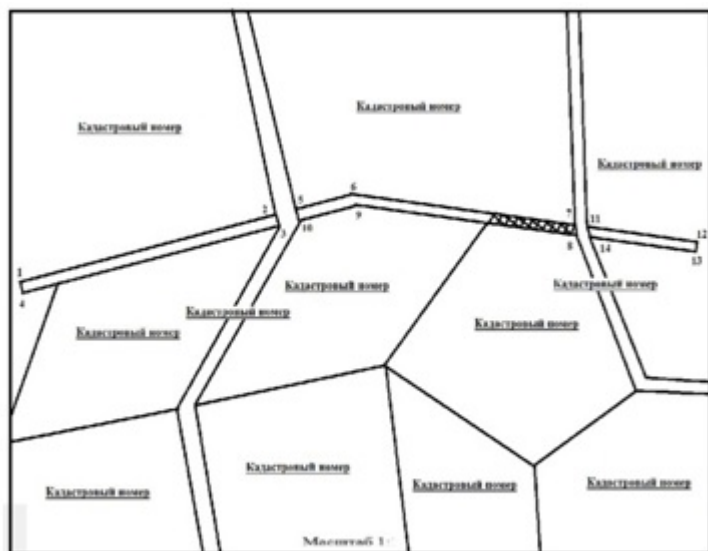 Кадастровый номер
Кадастровый номер
Кадастровый номер
6
5
2
7
11
12
3
10
9
8
14
13
1
4
Кадастровый номер
Кадастровый номер
Кадастровый номер
Кадастровый номер
Кадастровый номер
Кадастровый номер
Кадастровый номер
Кадастровый номер
Кадастровый номер
Масштаб 1: